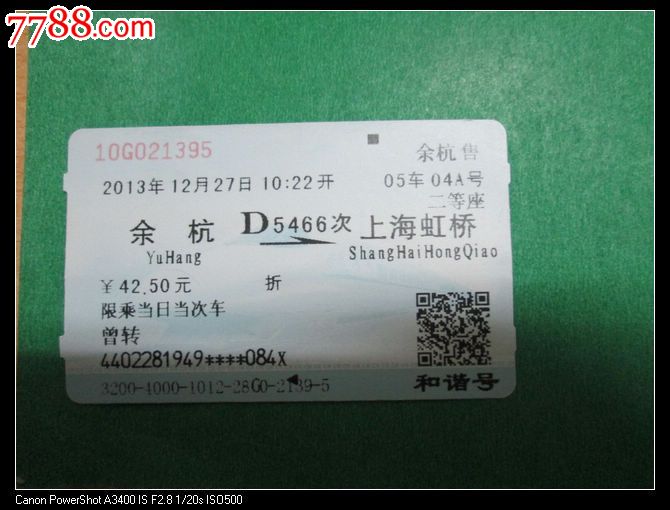 7788.com
10G021395
余杭售
2013年12月27日10:22开
05车04A号
二等座
余杭 D5466次 上海虹桥
YuHang ShangHaiHongQiao
¥42.50元 折
限乘当日当次车
曾转
4402281949****084X
3200-4000-1012-28G0-2139-5
和谐号
Canon PowerShot A3400 IS F2.8 1/20s ISO500